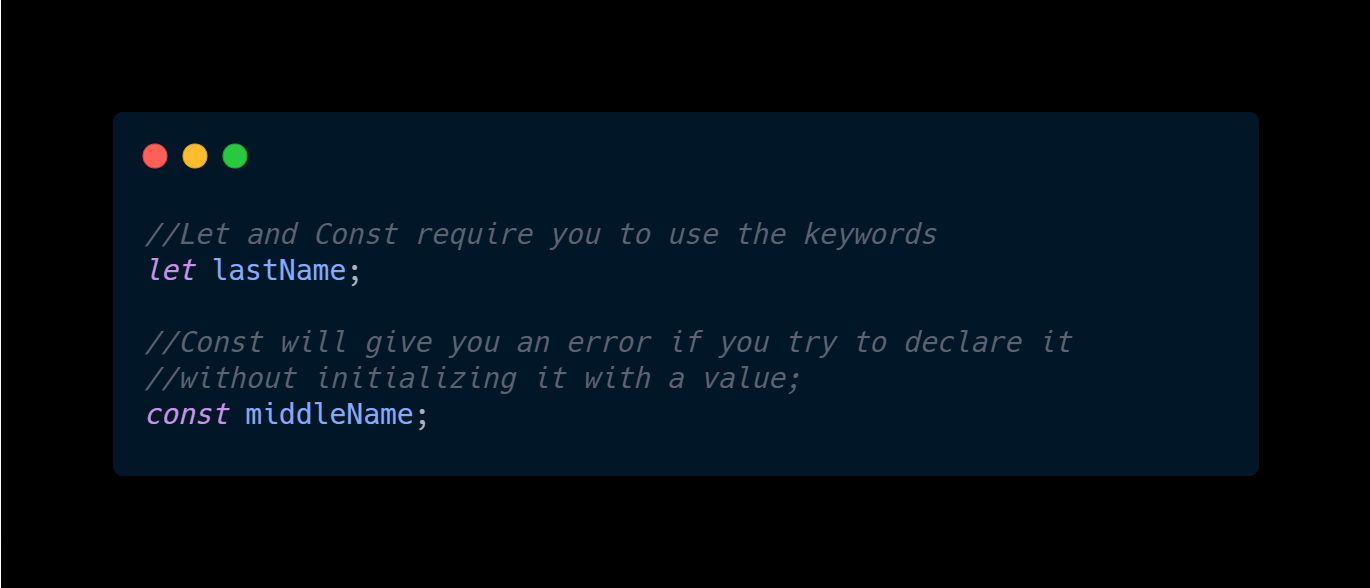 //Let and Const require you to use the keywords
let lastName;
//Const will give you an error if you try to declare it
//without initializing it with a value;
const middleName;